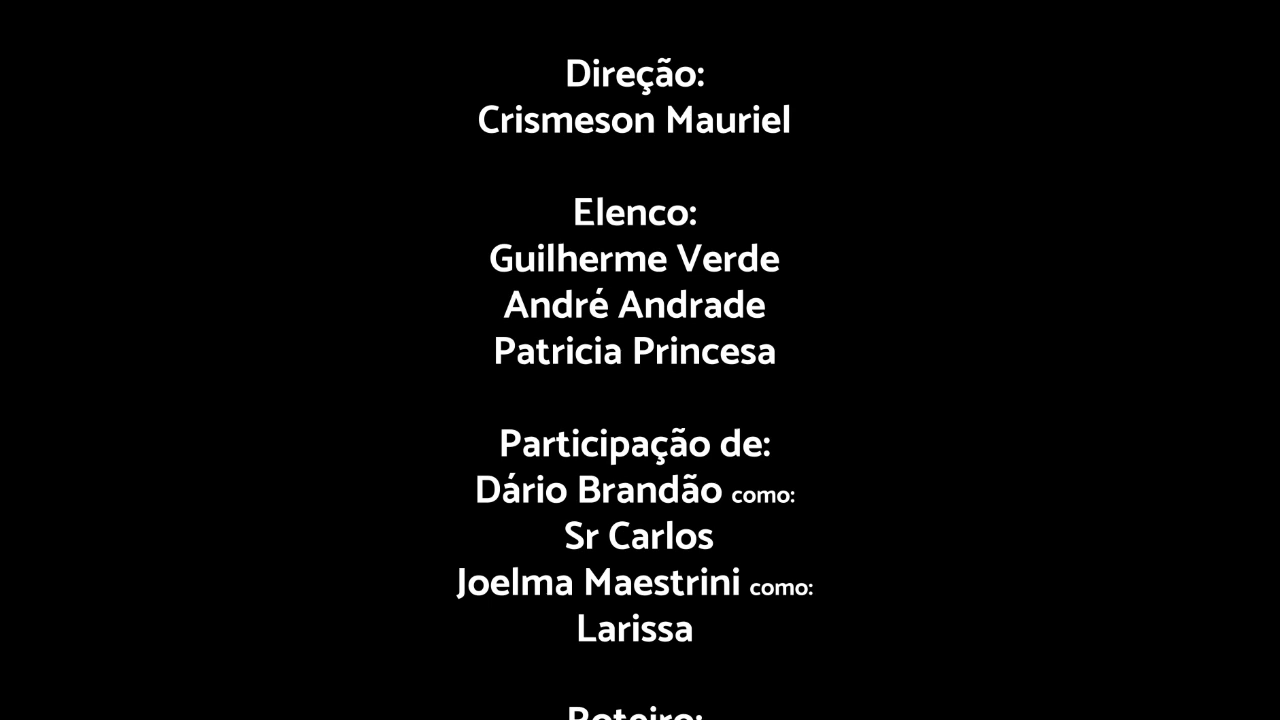 Direção:
Crismeson Mauriel
Elenco:
Guilherme Verde
André Andrade
Patricia Princesa
Participação de:
Dário Brandão como:
Sr Carlos
Joelma Maestrini como:
Larissa
Roteiro: